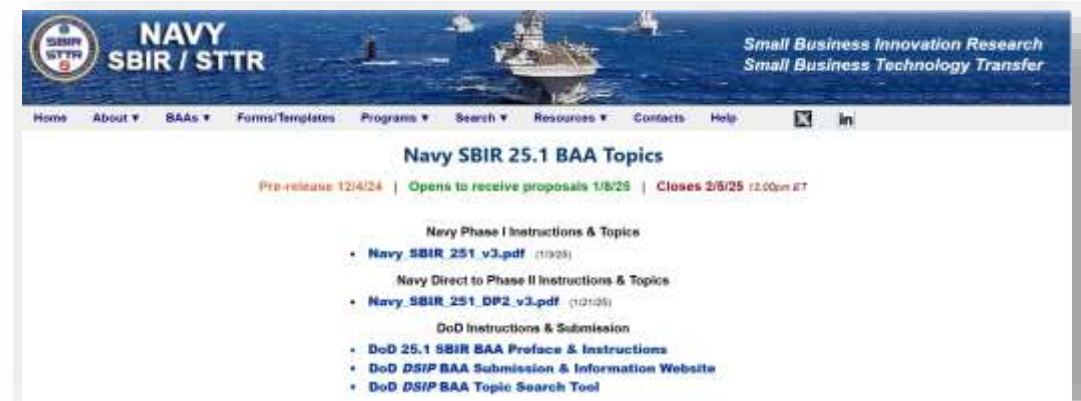 SBIR
STTR
NAVY
SBIR / STTR
Small Business Innovation Research
Small Business Technology Transfer
Home About ▼ BAAs ▼ Forms/Templates Programs ▼ Search ▼ Resources ▼ Contacts Help X in
Navy SBIR 25.1 BAA Topics
Pre-release 12/4/24 | Opens to receive proposals 1/8/25 | Closes 2/5/25 12:00pm ET
Navy Phase I Instructions & Topics
• Navy_SBIR_251_v3.pdf (1/3/25)
Navy Direct to Phase II Instructions & Topics
• Navy_SBIR_251_DP2_v3.pdf (1/21/25)
DoD Instructions & Submission
• DoD 25.1 SBIR BAA Preface & Instructions
• DoD DSIP BAA Submission & Information Website
• DoD DSIP BAA Topic Search Tool